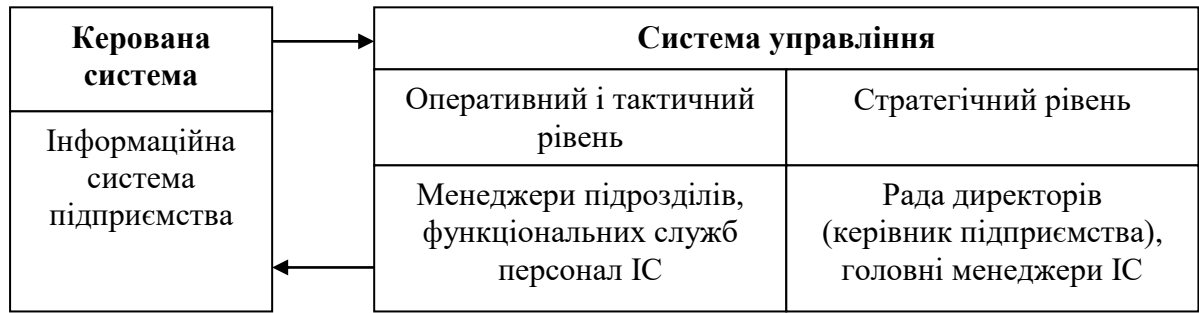 Керована
система
Інформаційна
система
підприємства
Система управління
Оперативний і тактичний
рівень
Стратегічний рівень
Менеджери підрозділів,
функціональних служб
персонал ІС
Рада директорів
(керівник підприємства),
головні менеджери ІС